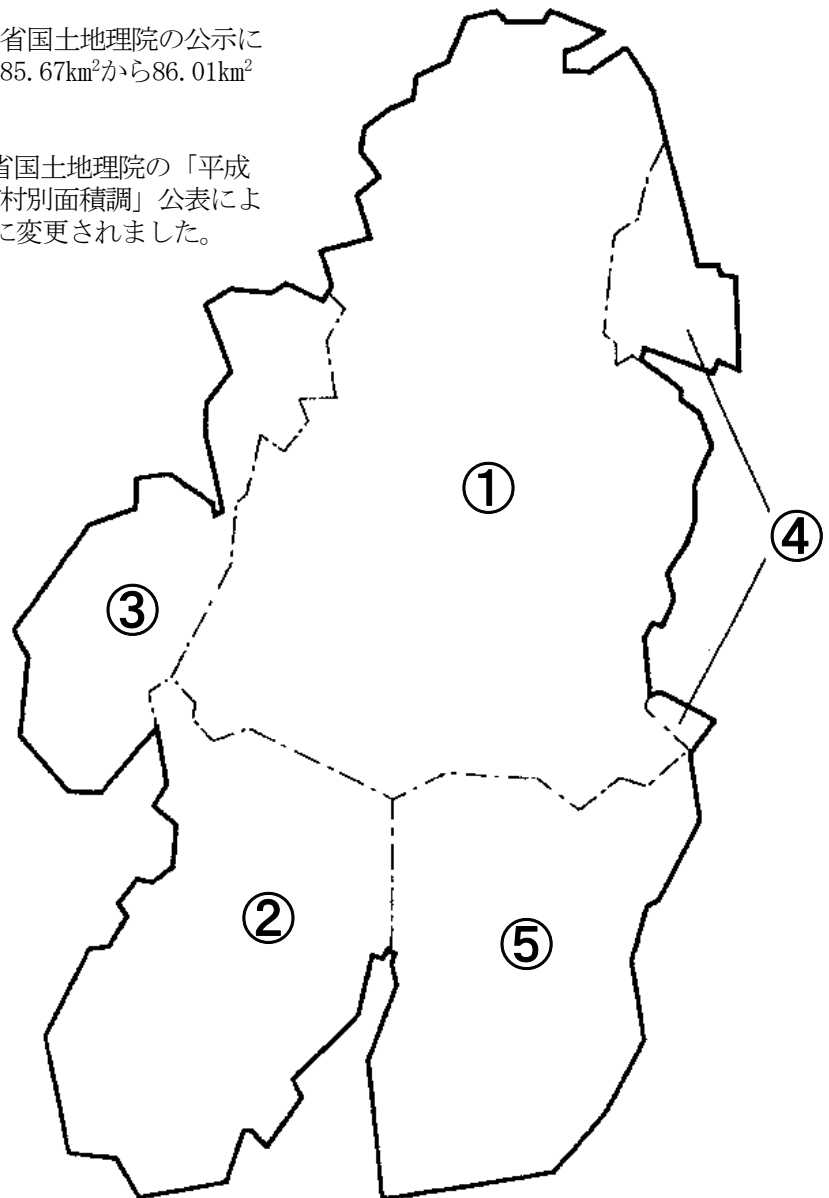 省国土地理院の公示に
85.67km²から86.01km²
省国土地理院の「平成
村別面積調」公表によ
に変更されました。
①
④
③
②
⑤